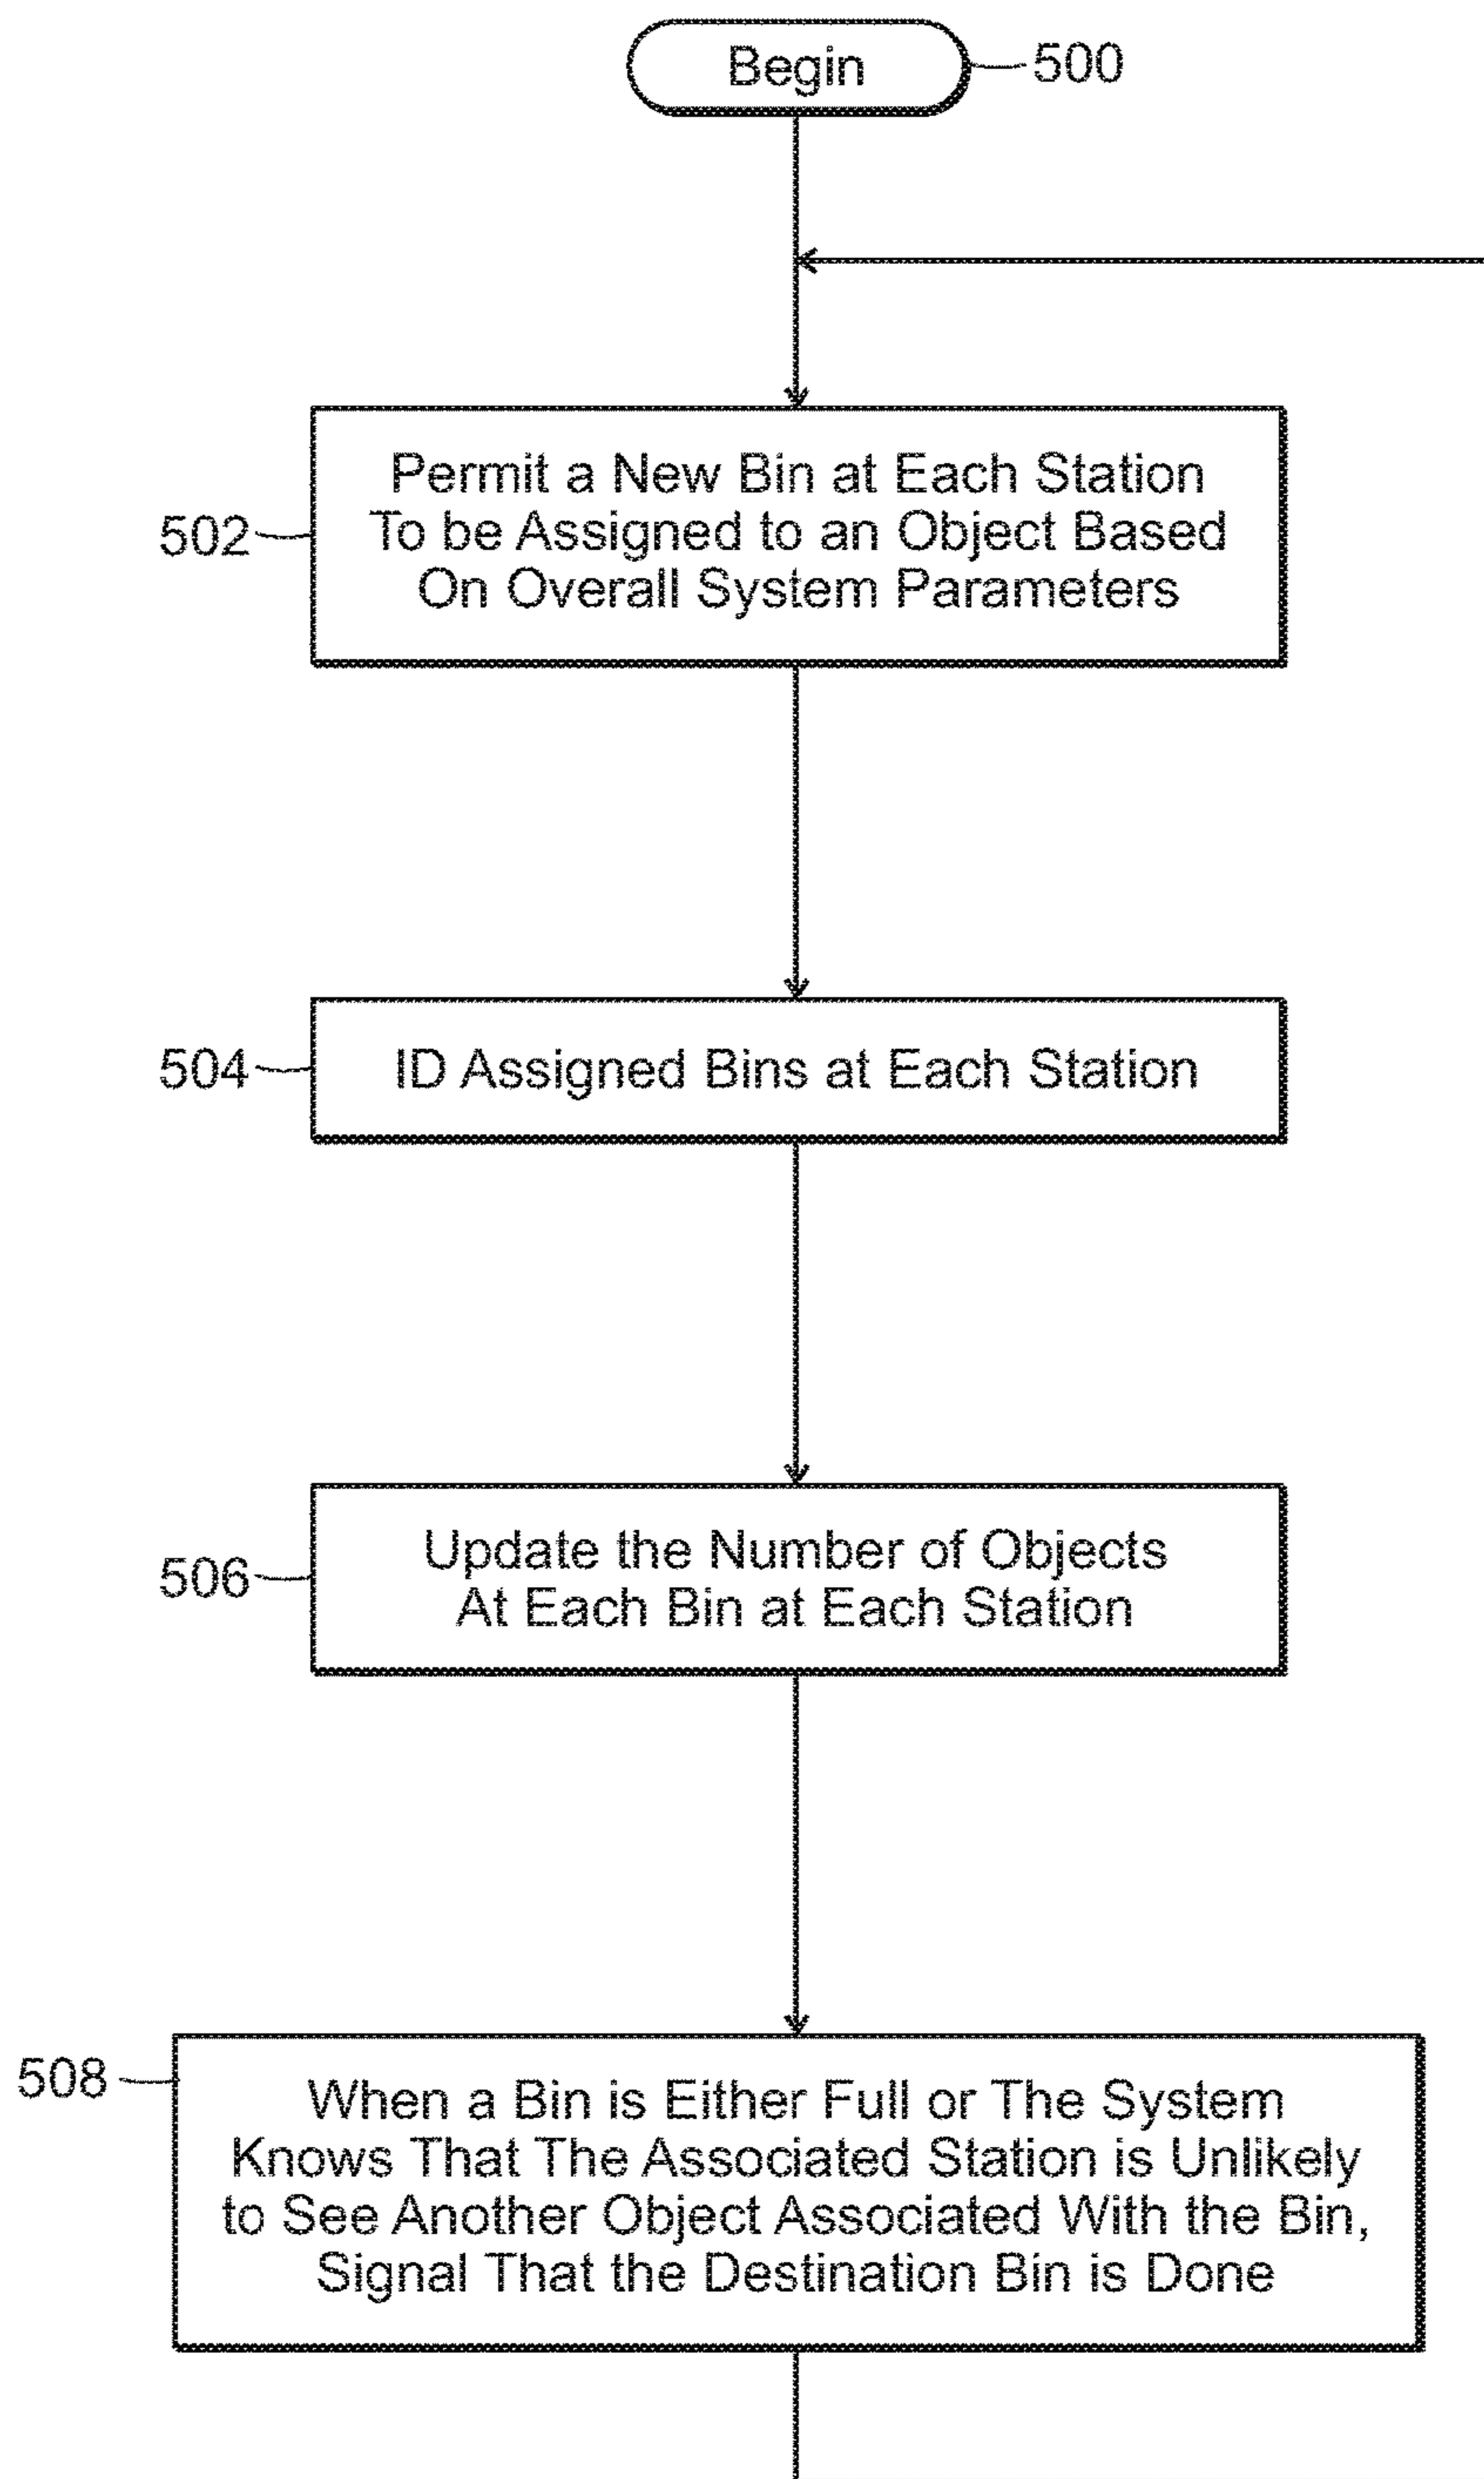 Begin
500
502
Permit a New Bin at Each Station
To be Assigned to an Object Based
On Overall System Parameters
504
ID Assigned Bins at Each Station
506
Update the Number of Objects
At Each Bin at Each Station
508
When a Bin is Either Full or The System
Knows That The Associated Station is Unlikely
to See Another Object Associated With the Bin,
Signal That the Destination Bin is Done